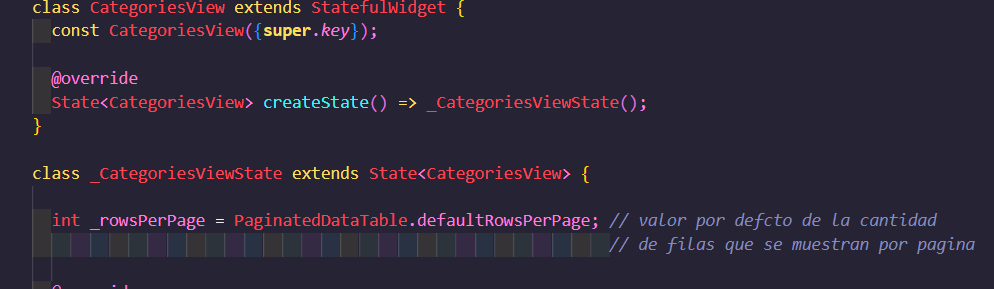 class CategoriesView extends StatefulWidget {
const CategoriesView({super.key});
@override
State<CategoriesView> createState() => _CategoriesViewState();
}
class _CategoriesViewState extends State<CategoriesView> {
int _rowsPerPage = PaginatedDataTable.defaultRowsPerPage; // valor por defcto de la cantidad
// de filas que se muestran por pagina